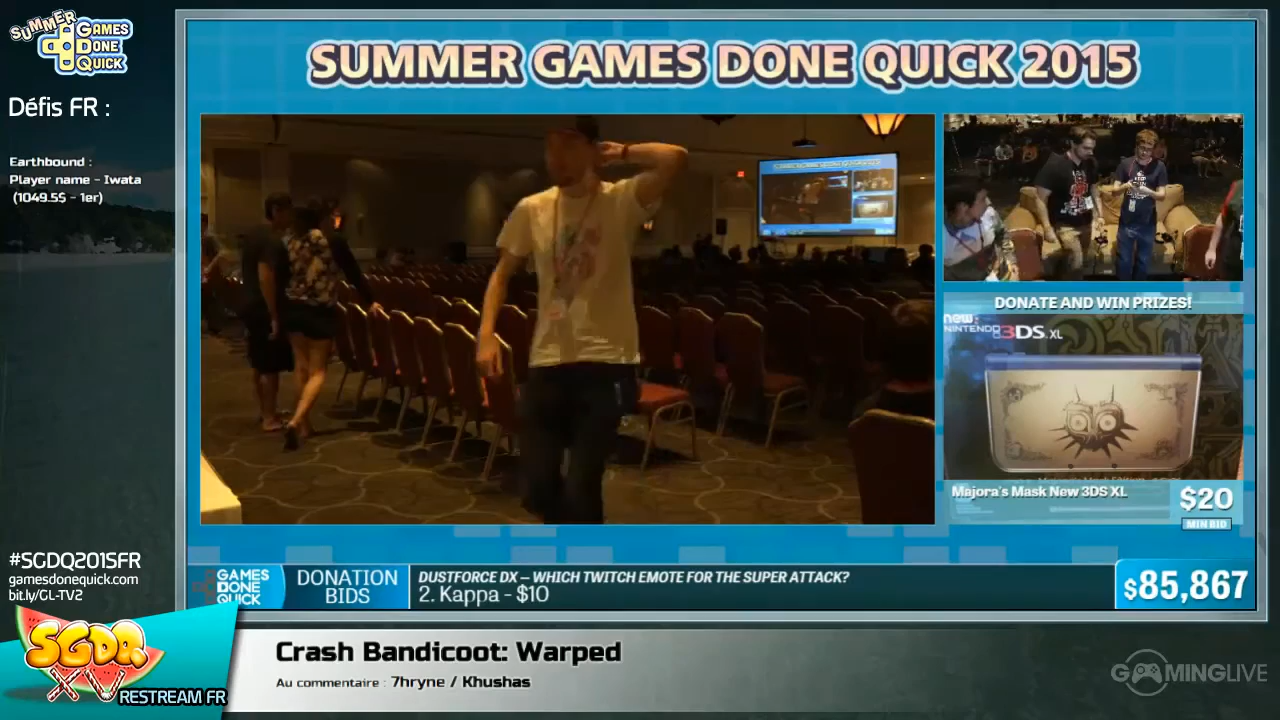 SUMMER
GAMES
DONE
QUICK
Défis FR :
Earthbound :
Player name - Iwata
(1049.5$ - 1er)
SUMMER GAMES DONE QUICK 2015
DONATE AND WIN PRIZES!
new
NINTENDO 3DS XL
Majora's Mask New 3DS XL
$20
MIN BID
#SGDQ2015FR
gamesdonequick.com
bit.ly/GL-TV2
GAMES
DONE
QUICK
DONATION
BIDS
DUSTFORCE DX – WHICH TWITCH EMOTE FOR THE SUPER ATTACK?
2. Kappa - $10
$85,867
SGDQ
XV
RESTREAM FR
Crash Bandicoot: Warped
Au commentaire : 7hryne / Khushas
GAMINGLIVE